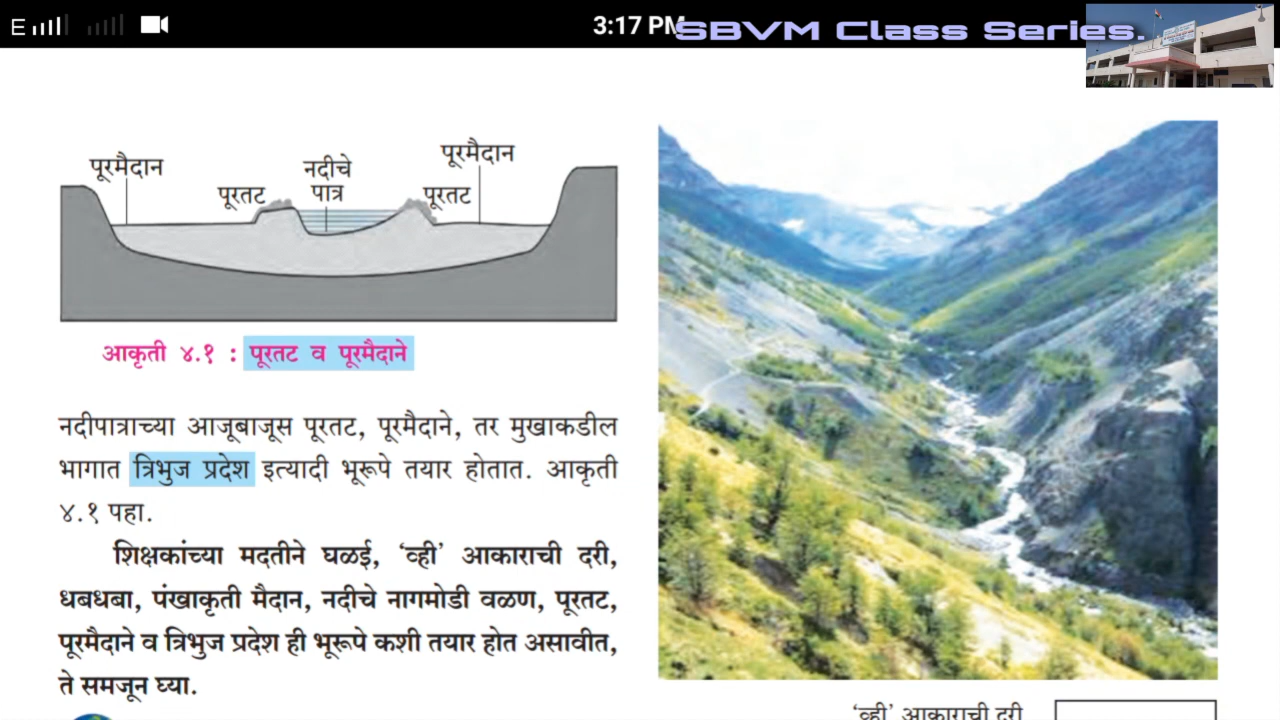 E
3:17 PM
SBVM Class Series.
पूरमैदान
पूरतट
नदीचे
पात्र
पूरतट
पूरमैदान
आकृती ४.१ : पूरतट व पूरमैदाने
नदीपात्राच्या आजूबाजूस पूरतट, पूरमैदाने, तर मुखाकडील
भागात त्रिभुज प्रदेश इत्यादी भूरूपे तयार होतात. आकृती
४.१ पहा.
शिक्षकांच्या मदतीने घळई, ‘व्ही’ आकाराची दरी,
धबधबा, पंखाकृती मैदान, नदीचे नागमोडी वळण, पूरतट,
पूरमैदाने व त्रिभुज प्रदेश ही भूरूपे कशी तयार होत असावीत,
ते समजून घ्या.
‘व्ही’ आकाराची दरी